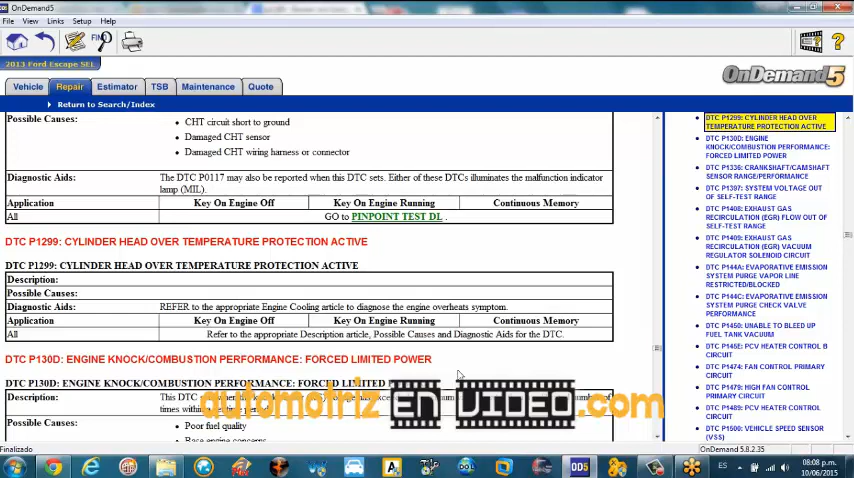 OnDemand5
File View Links Setup Help
FIND
2013 Ford Escape SEL
OnDemand5
Vehicle Repair Estimator TSB Maintenance Quote
Return to Search/Index
Possible Causes:
• CHT circuit short to ground
• Damaged CHT sensor
• Damaged CHT wiring harness or connector
Diagnostic Aids: The DTC P0117 may also be reported when this DTC sets. Either of these DTCs illuminates the malfunction indicator
lamp (MIL).
Application Key On Engine Off Key On Engine Running Continuous Memory
All GO to PINPOINT TEST DL .
DTC P1299: CYLINDER HEAD OVER TEMPERATURE PROTECTION ACTIVE
DTC P1299: CYLINDER HEAD OVER TEMPERATURE PROTECTION ACTIVE
Description:
Possible Causes:
Diagnostic Aids: REFER to the appropriate Engine Cooling article to diagnose the engine overheats symptom.
Application Key On Engine Off Key On Engine Running Continuous Memory
All Refer to the appropriate Description article, Possible Causes and Diagnostic Aids for the DTC.
DTC P130D: ENGINE KNOCK/COMBUSTION PERFORMANCE: FORCED LIMITED POWER
DTC P130D: ENGINE KNOCK/COMBUSTION PERFORMANCE: FORCED LIMITED
Description: This DTC
times within
Possible Causes:
• Poor fuel quality
• Base engine concerns
automotriz EN VIDEO.com
DTC P1299: CYLINDER HEAD OVER
TEMPERATURE PROTECTION ACTIVE
DTC P130D: ENGINE
KNOCK/COMBUSTION PERFORMANCE:
FORCED LIMITED POWER
DTC P1336: CRANKSHAFT/CAMSHAFT
SENSOR RANGE/PERFORMANCE
DTC P1397: SYSTEM VOLTAGE OUT
OF SELF-TEST RANGE
DTC P1408: EXHAUST GAS
RECIRCULATION (EGR) FLOW OUT OF
SELF-TEST RANGE
DTC P1409: EXHAUST GAS
RECIRCULATION (EGR) VACUUM
REGULATOR SOLENOID CIRCUIT
DTC P144A: EVAPORATIVE EMISSION
SYSTEM PURGE VAPOR LINE
RESTRICTED/BLOCKED
DTC P144C: EVAPORATIVE EMISSION
SYSTEM PURGE CHECK VALVE
PERFORMANCE
DTC P1450: UNABLE TO BLEED UP
FUEL TANK VACUUM
DTC P145E: PCV HEATER CONTROL B
CIRCUIT
DTC P1474: FAN CONTROL PRIMARY
CIRCUIT
DTC P1479: HIGH FAN CONTROL
PRIMARY CIRCUIT
DTC P1489: PCV HEATER CONTROL
CIRCUIT
DTC P1500: VEHICLE SPEED SENSOR
(VSS)
Finalizado
OnDemand 5.8.2.35
OD5
ES
08:08 p.m.
10/06/2015